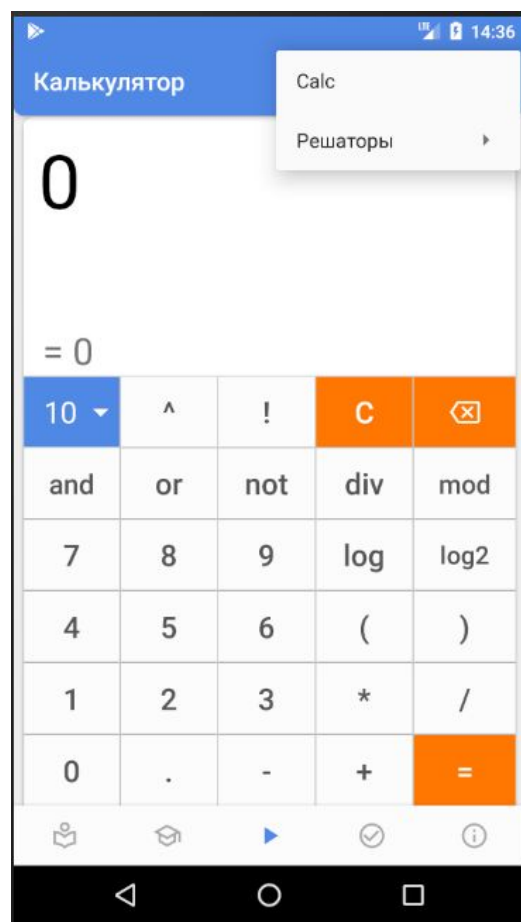 LTE 14:36
Калькулятор
Calc
Решаторы
0
= 0
10 ^ ! C
and or not div mod
7 8 9 log log2
4 5 6 ( )
1 2 3 * /
0 . - + =